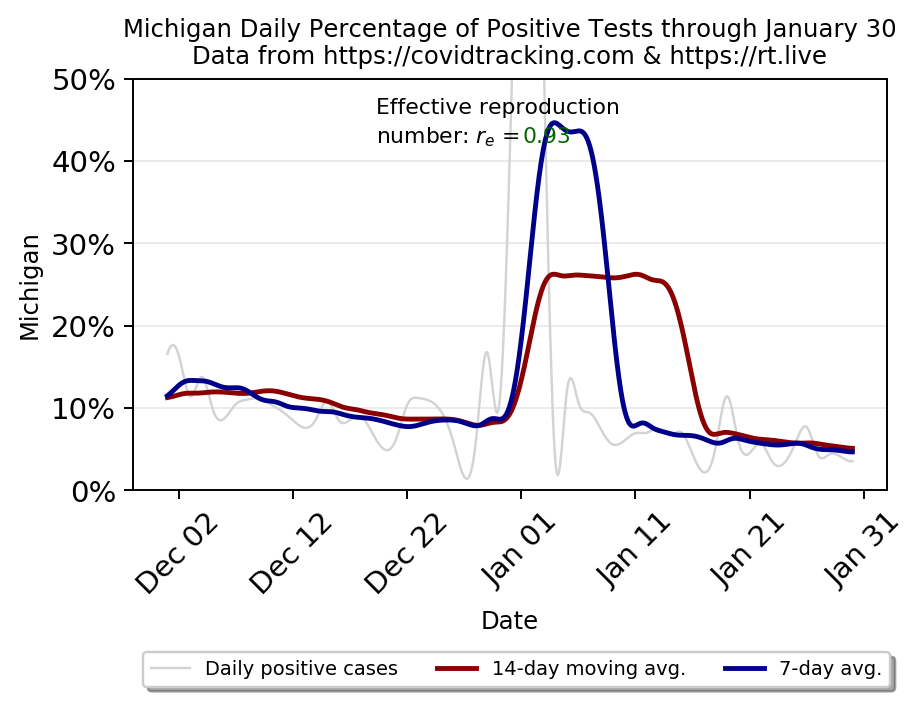 Michigan Daily Percentage of Positive Tests through January 30
Data from https://covidtracking.com & https://rt.live
50%
40%
30%
20%
10%
0%
Michigan
Effective reproduction
number: rₑ =0.93
Dec 02
Dec 12
Dec 22
Jan 01
Jan 11
Jan 21
Jan 31
Date
Daily positive cases 14-day moving avg. 7-day avg.